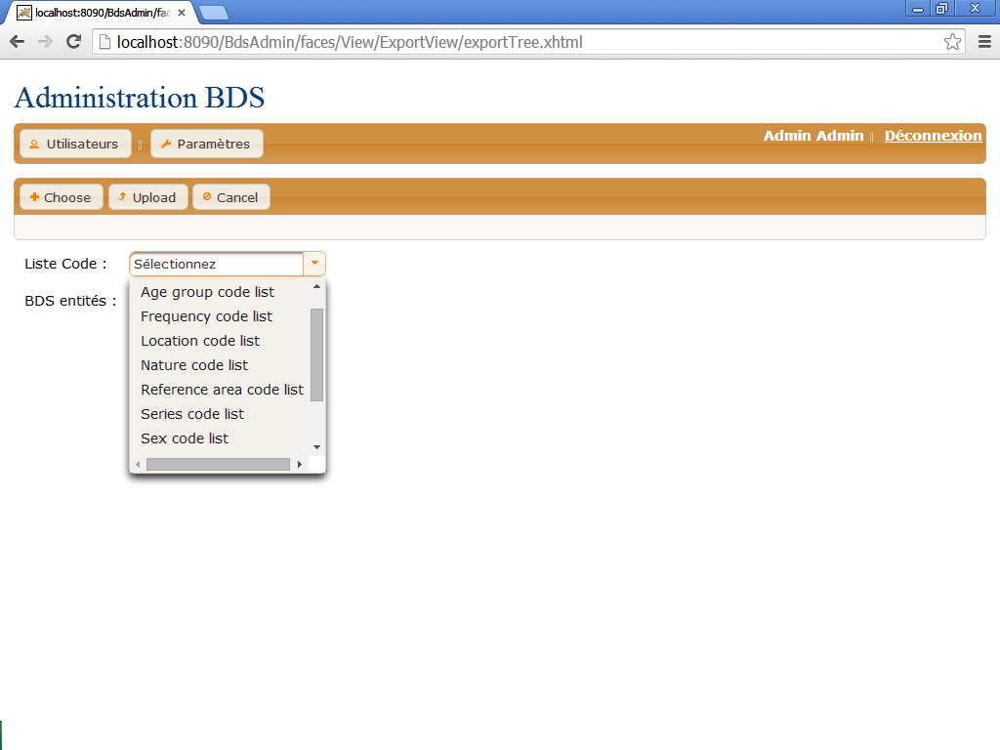 localhost:8090/BdsAdmin/fac
localhost:8090/BdsAdmin/faces/View/ExportView/exportTree.xhtml
Administration BDS
Utilisateurs Paramètres Admin Admin Déconnexion
Choose Upload Cancel
Liste Code : Sélectionnez
BDS entités :
Age group code list
Frequency code list
Location code list
Nature code list
Reference area code list
Series code list
Sex code list